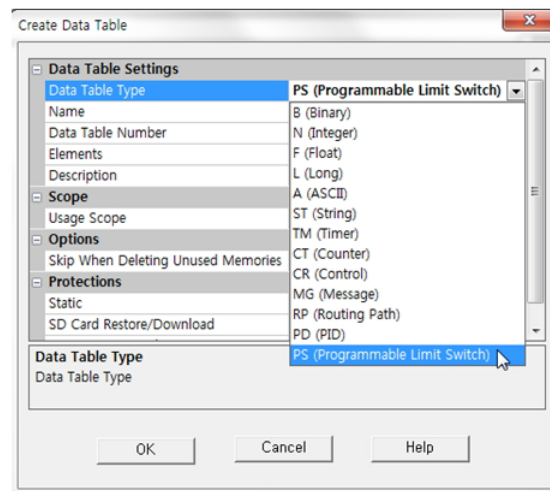 Create Data Table
Data Table Settings
Data Table Type PS (Programmable Limit Switch)
Name
Data Table Number
Elements
Description
Scope
Usage Scope
Options
Skip When Deleting Unused Memories
Protections
Static
SD Card Restore/Download
B (Binary)
N (Integer)
F (Float)
L (Long)
A (ASCII)
ST (String)
TM (Timer)
CT (Counter)
CR (Control)
MG (Message)
RP (Routing Path)
PD (PID)
PS (Programmable Limit Switch)
Data Table Type
Data Table Type
OK Cancel Help